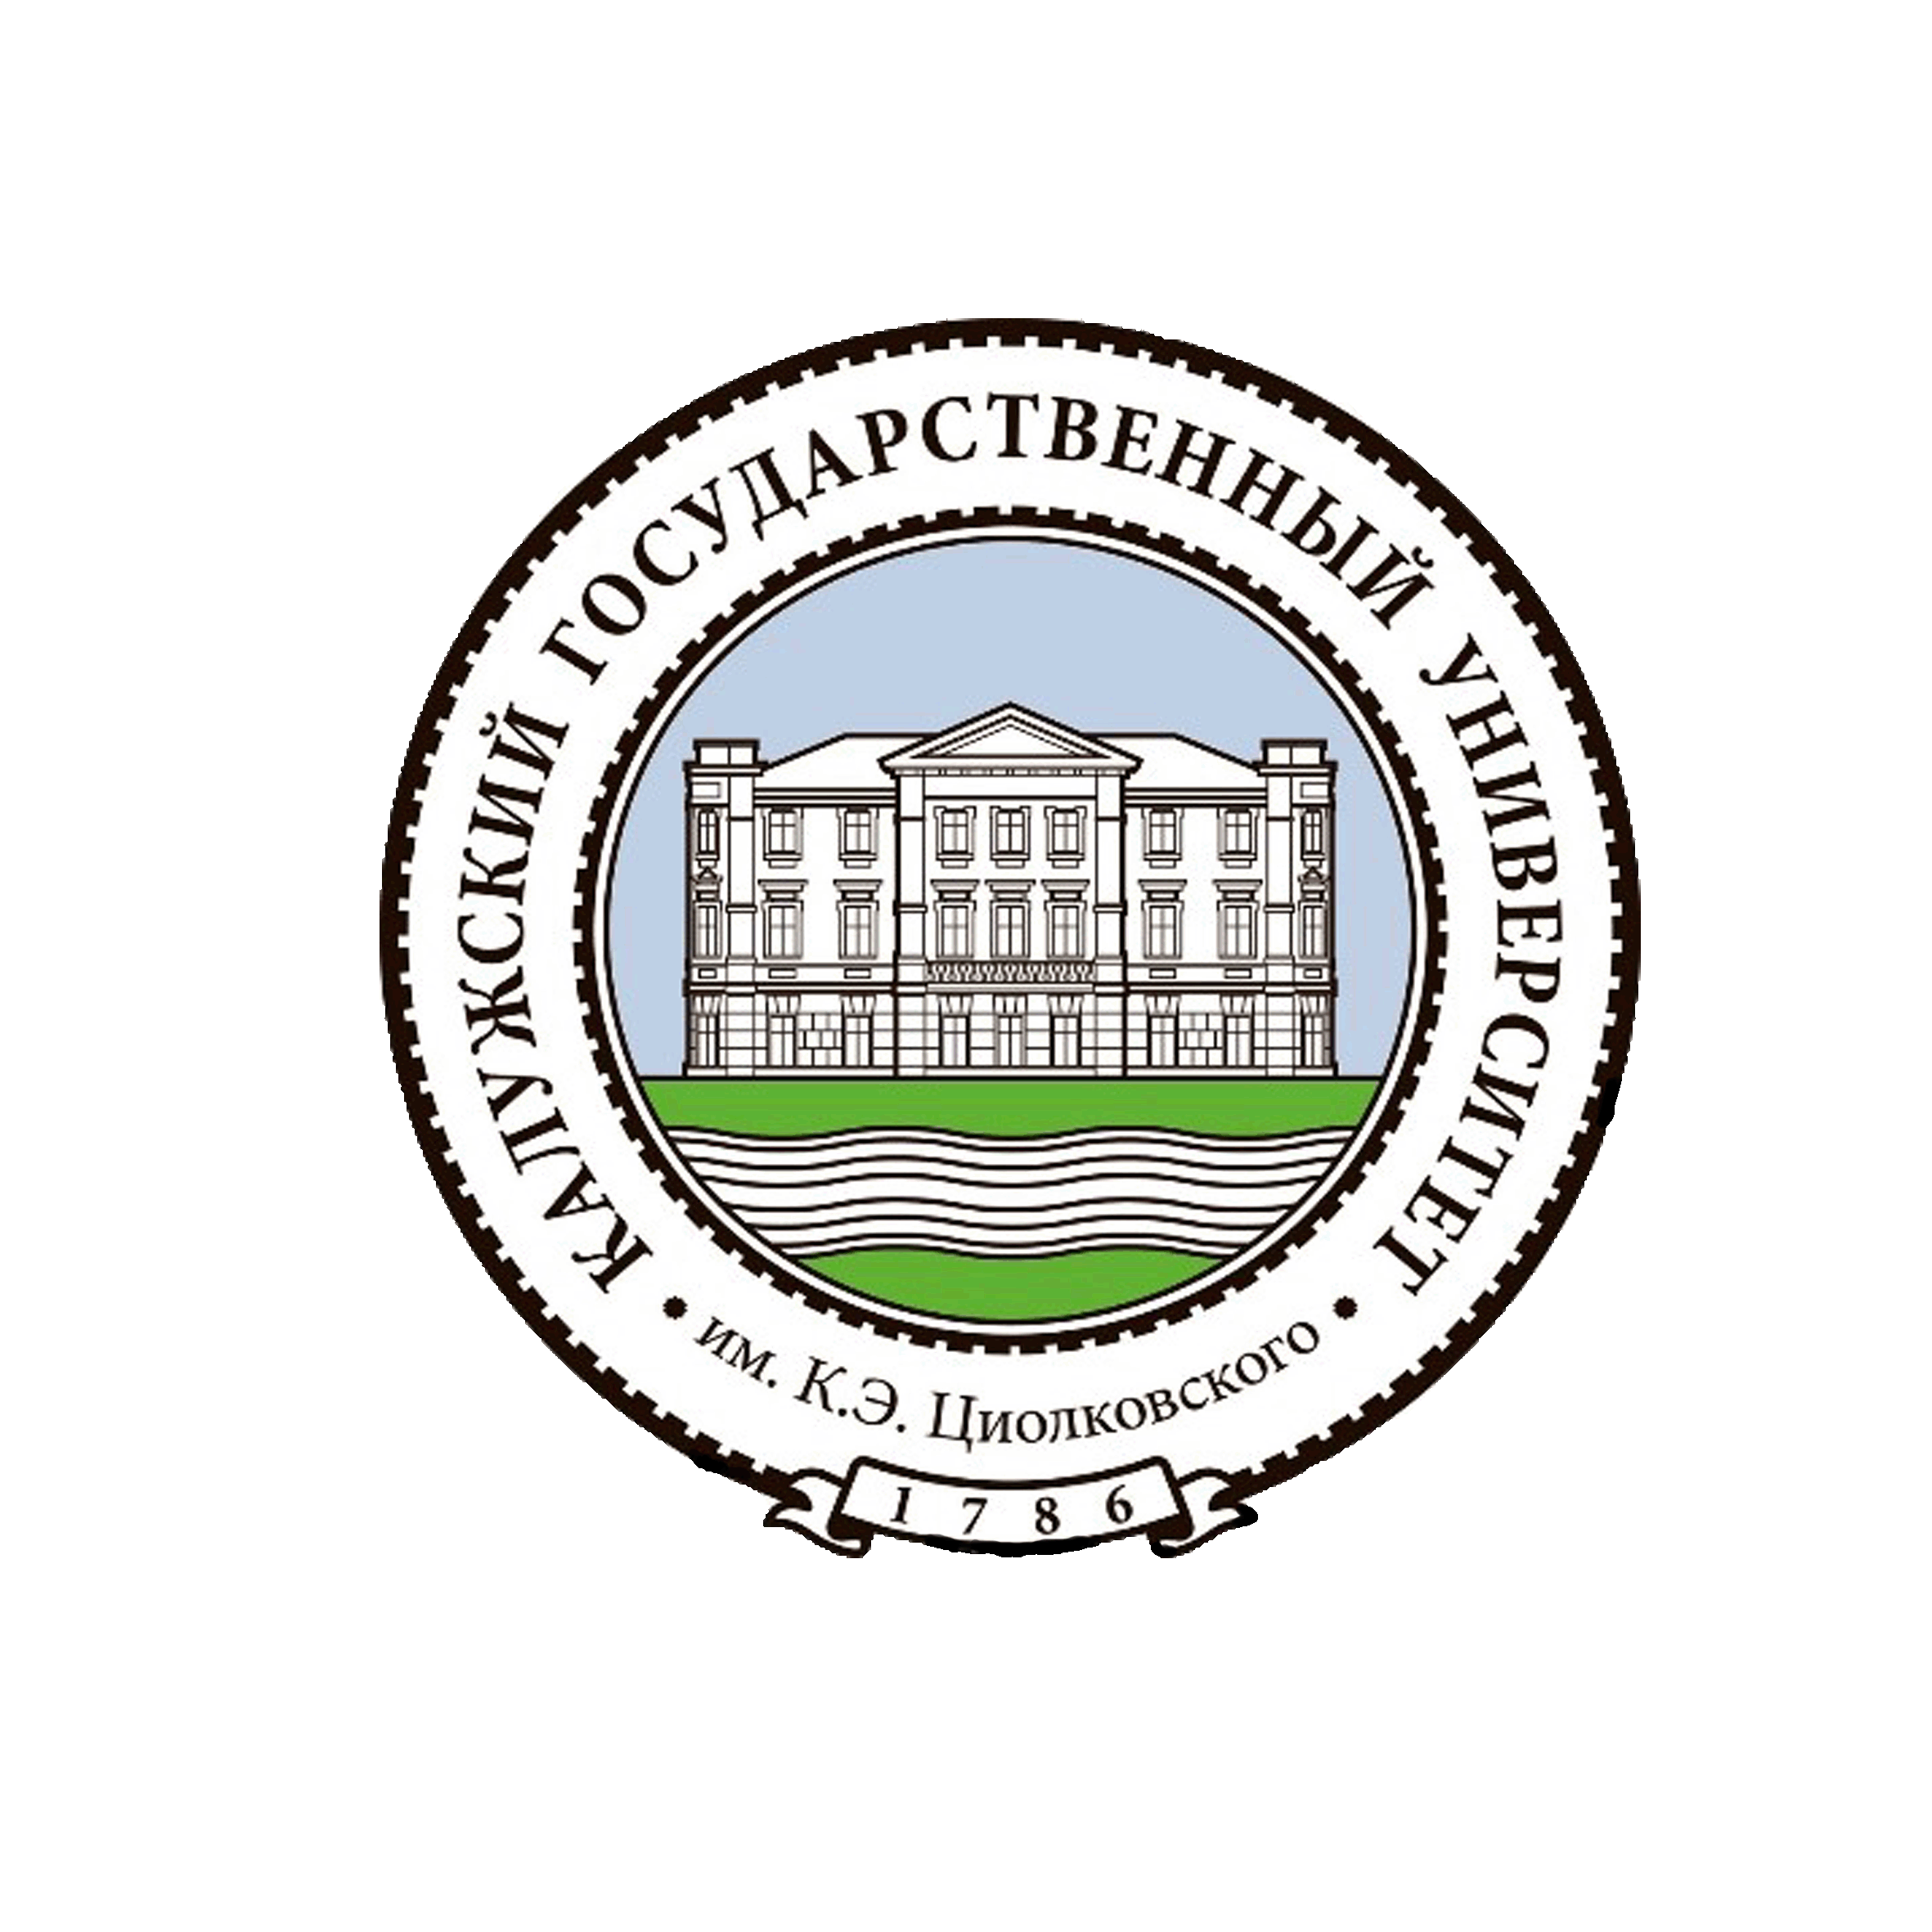 КАЛУЖСКИЙ ГОСУДАРСТВЕННЫЙ УНИВЕРСИТЕТ
• им. К.Э. Циолковского •
1786